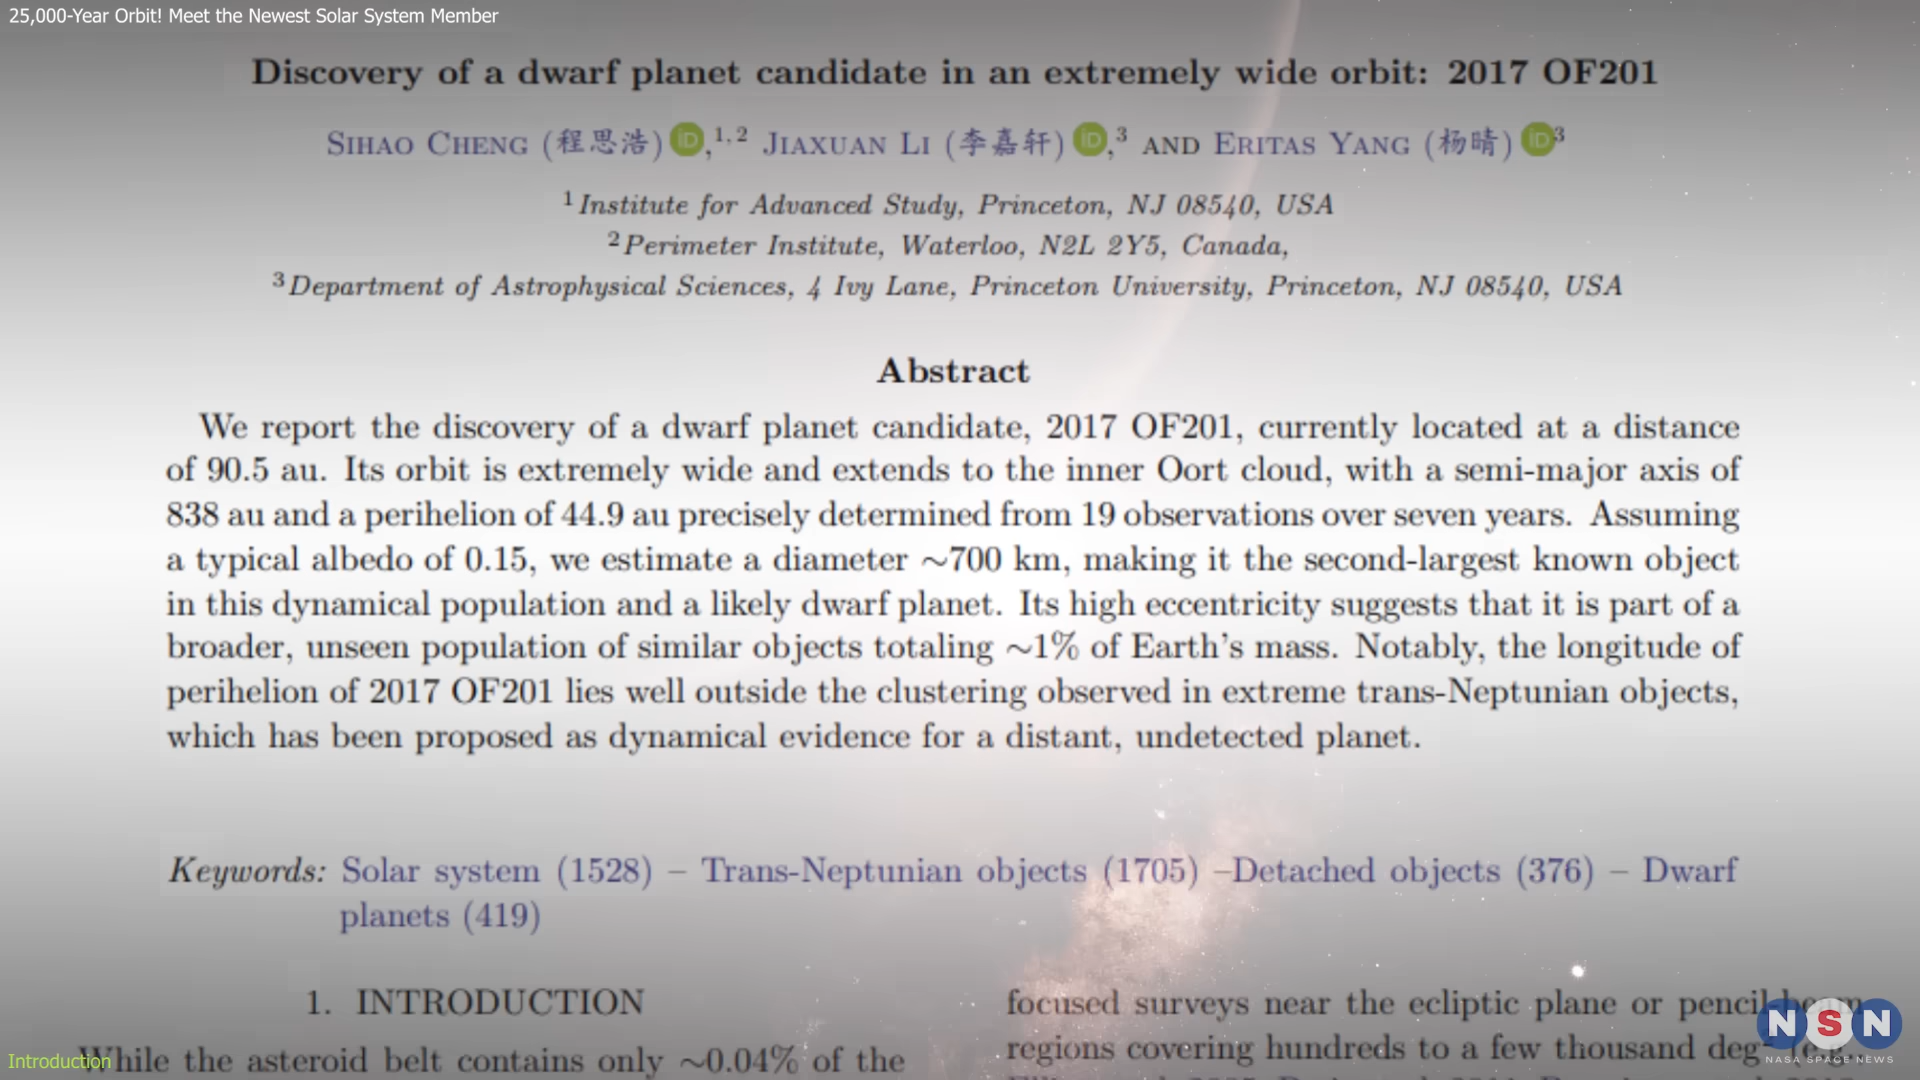 25,000-Year Orbit! Meet the Newest Solar System Member
Discovery of a dwarf planet candidate in an extremely wide orbit: 2017 OF201
SIHAO CHENG (程思浩) iD,1,2 JIAXUAN LI (李嘉轩) iD,3 AND ERITAS YANG (杨晴) iD3
1 Institute for Advanced Study, Princeton, NJ 08540, USA
2 Perimeter Institute, Waterloo, N2L 2Y5, Canada,
3 Department of Astrophysical Sciences, 4 Ivy Lane, Princeton University, Princeton, NJ 08540, USA
Abstract
We report the discovery of a dwarf planet candidate, 2017 OF201, currently located at a distance
of 90.5 au. Its orbit is extremely wide and extends to the inner Oort cloud, with a semi-major axis of
838 au and a perihelion of 44.9 au precisely determined from 19 observations over seven years. Assuming
a typical albedo of 0.15, we estimate a diameter ~700 km, making it the second-largest known object
in this dynamical population and a likely dwarf planet. Its high eccentricity suggests that it is part of a
broader, unseen population of similar objects totaling ~1% of Earth's mass. Notably, the longitude of
perihelion of 2017 OF201 lies well outside the clustering observed in extreme trans-Neptunian objects,
which has been proposed as dynamical evidence for a distant, undetected planet.
Keywords: Solar system (1528) – Trans-Neptunian objects (1705) –Detached objects (376) – Dwarf
planets (419)
1. INTRODUCTION
While the asteroid belt contains only ~0.04% of the
focused surveys near the ecliptic plane or pencil-beam
regions covering hundreds to a few thousand deg2
Introduction
NSN
NASA SPACE NEWS